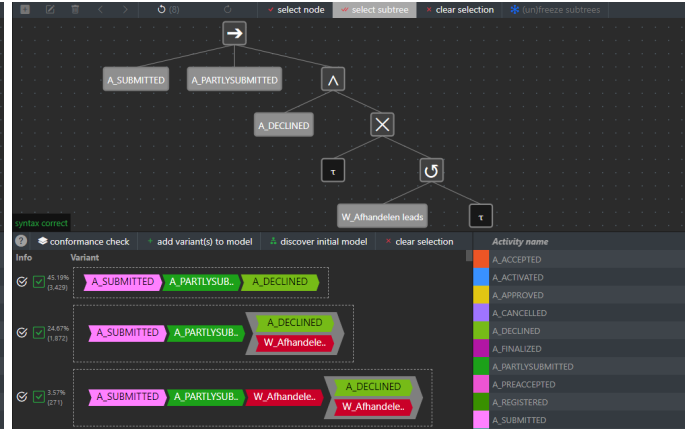 (8) select node select subtree clear selection (un)freeze subtrees
A_SUBMITTED A_PARTLYSUBMITTED
A_DECLINED
τ
W_Afhandelen leads τ
syntax correct
? conformance check + add variant(s) to model discover initial model × clear selection
Info Variant
45.19%
(3.429)
A_SUBMITTED A_PARTLYSUB.. A_DECLINED
24.67%
(1.872)
A_SUBMITTED A_PARTLYSUB.. A_DECLINED
W_Afhandele..
3.57%
(271)
A_SUBMITTED A_PARTLYSUB.. W_Afhandele.. A_DECLINED
W_Afhandele..
Activity name
A_ACCEPTED
A_ACTIVATED
A_APPROVED
A_CANCELLED
A_DECLINED
A_FINALIZED
A_PARTLYSUBMITTED
A_PREACCEPTED
A_REGISTERED
A_SUBMITTED